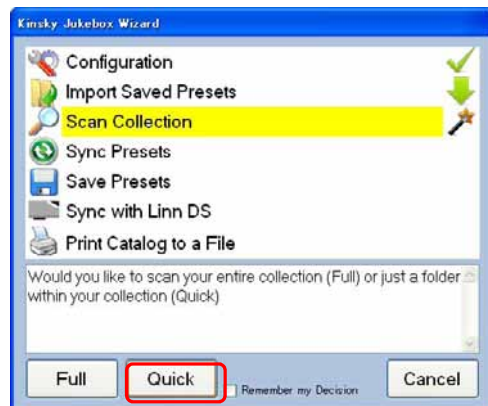 Kinsky Jukebox Wizard
Configuration
Import Saved Presets
Scan Collection
Sync Presets
Save Presets
Sync with Linn DS
Print Catalog to a File
Would you like to scan your entire collection (Full) or just a folder
within your collection (Quick)
Full Quick Remember my Decision Cancel